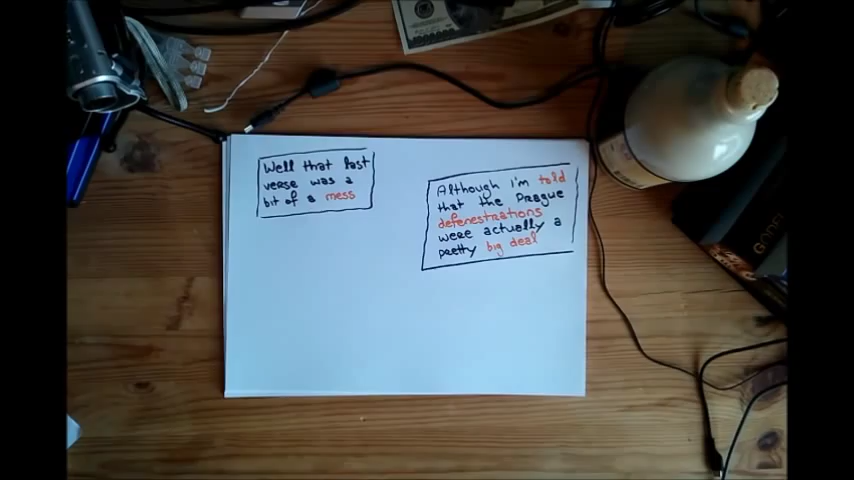 Well that last
verse was a
bit of a mess
Although I'm told
that the Prague
defenestrations
were actually a
pretty big deal